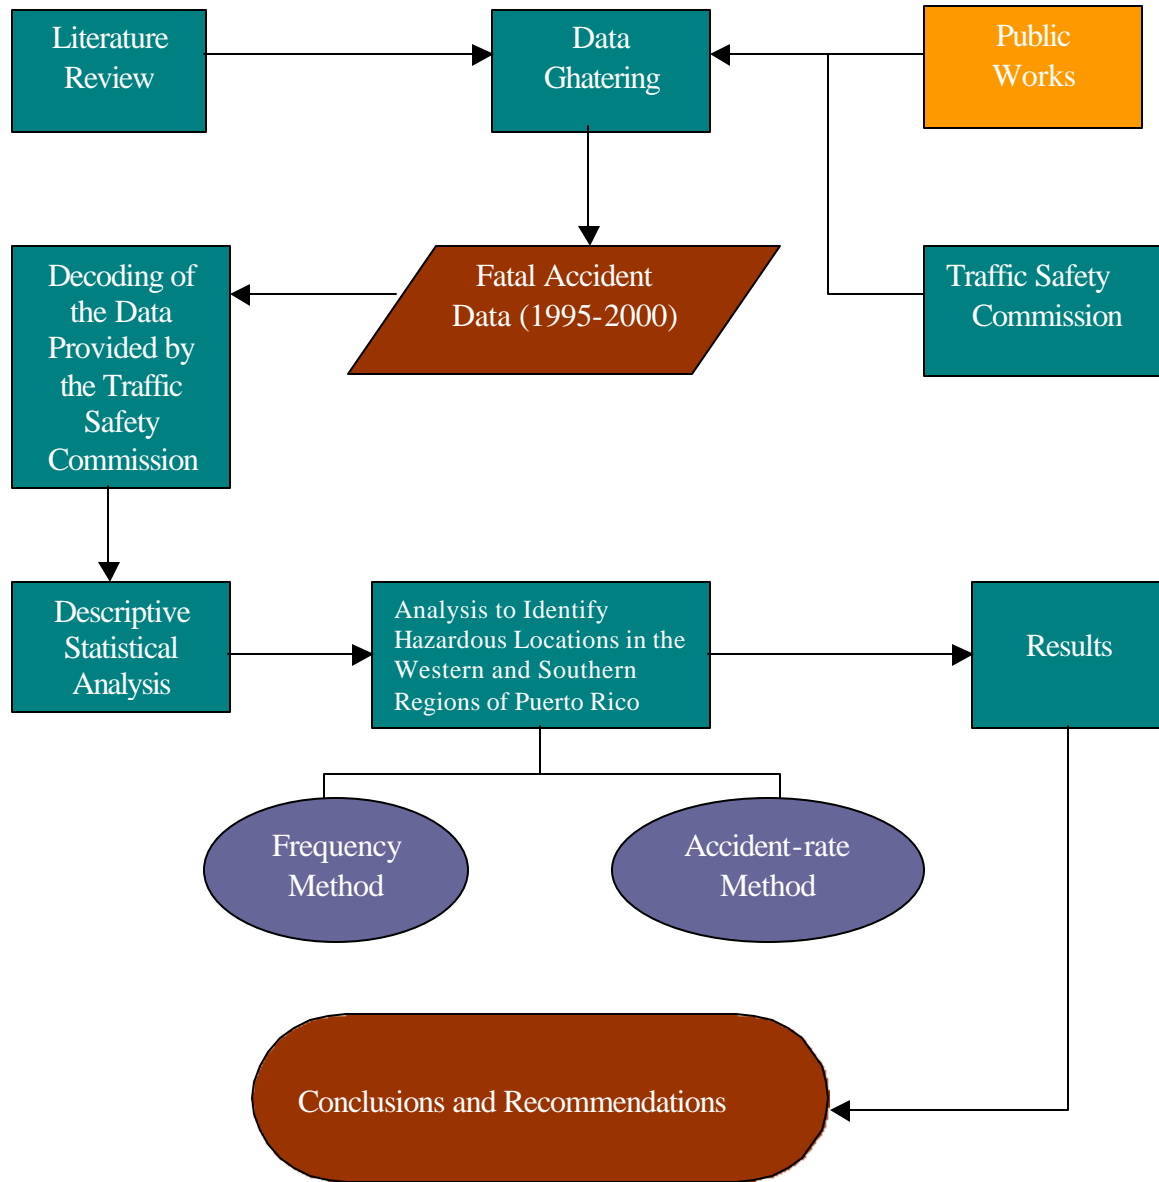 Literature
Review
Data
Ghatering
Public
Works
Decoding of
the Data
Provided by
the Traffic
Safety
Commission
Fatal Accident
Data (1995-2000)
Traffic Safety
Commission
Descriptive
Statistical
Analysis
Analysis to Identify
Hazardous Locations in the
Western and Southern
Regions of Puerto Rico
Results
Frequency
Method
Accident-rate
Method
Conclusions and Recommendations